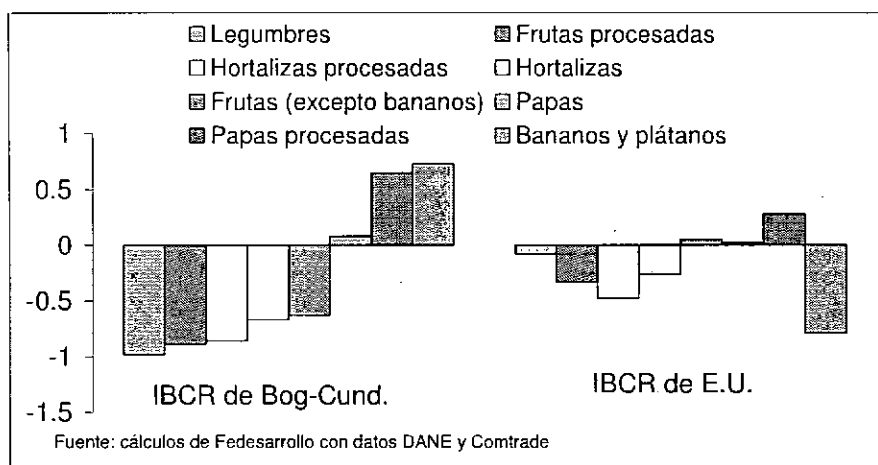 Legumbres Frutas procesadas
Hortalizas procesadas Hortalizas
Frutas (excepto bananos) Papas
Papas procesadas Bananos y plátanos
1
0.5
0
-0.5
-1
-1.5
IBCR de Bog-Cund. IBCR de E.U.
Fuente: cálculos de Fedesarrollo con datos DANE y Comtrade